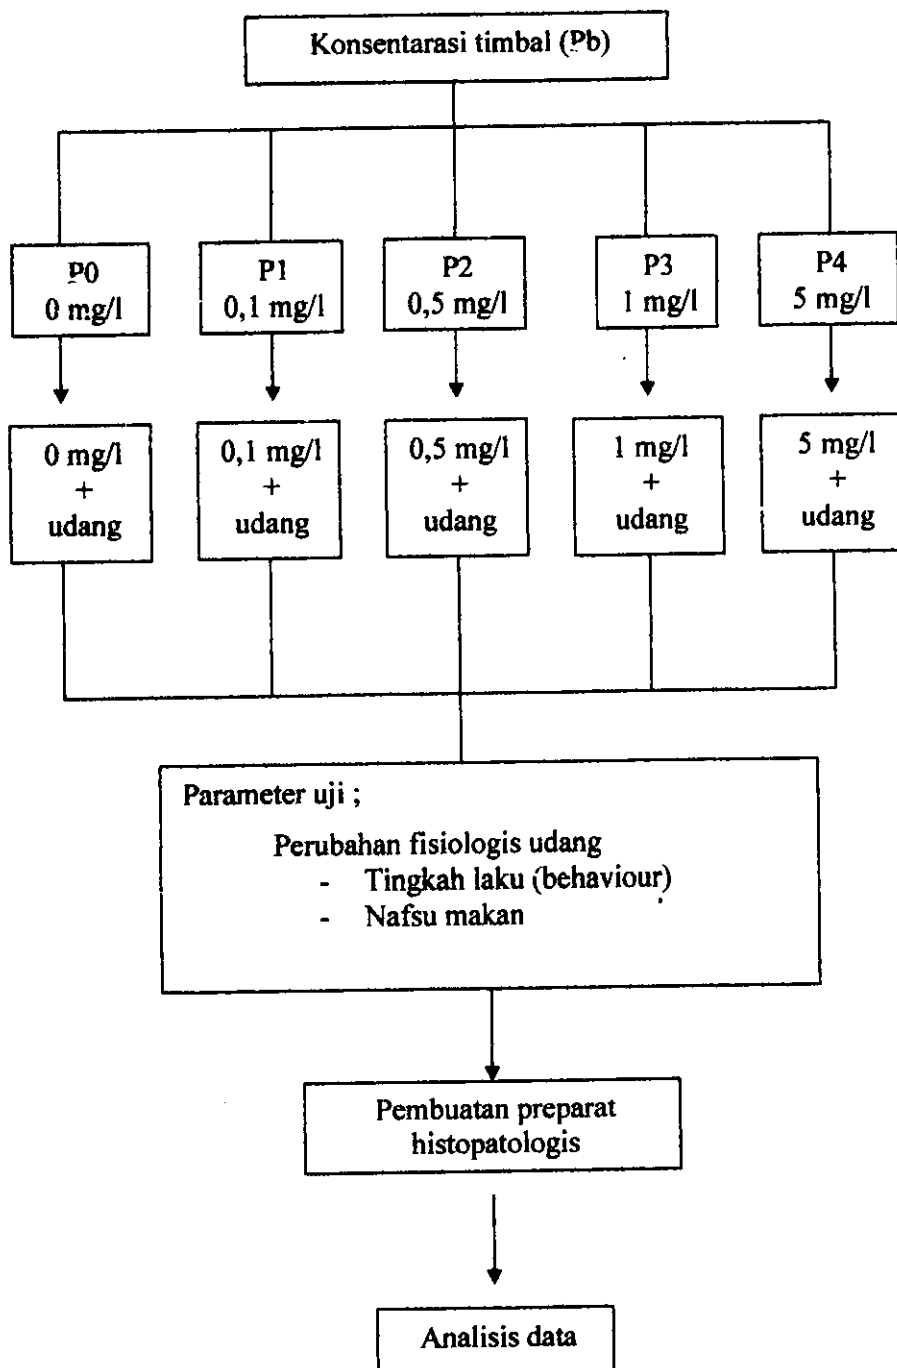 Konsentarasi timbal (Pb)
P0
0 mg/l
P1
0,1 mg/l
P2
0,5 mg/l
P3
1 mg/l
P4
5 mg/l
0 mg/l
+
udang
0,1 mg/l
+
udang
0,5 mg/l
+
udang
1 mg/l
+
udang
5 mg/l
+
udang
Parameter uji ;
Perubahan fisiologis udang
- Tingkah laku (behaviour)
- Nafsu makan
Pembuatan preparat
histopatologis
Analisis data